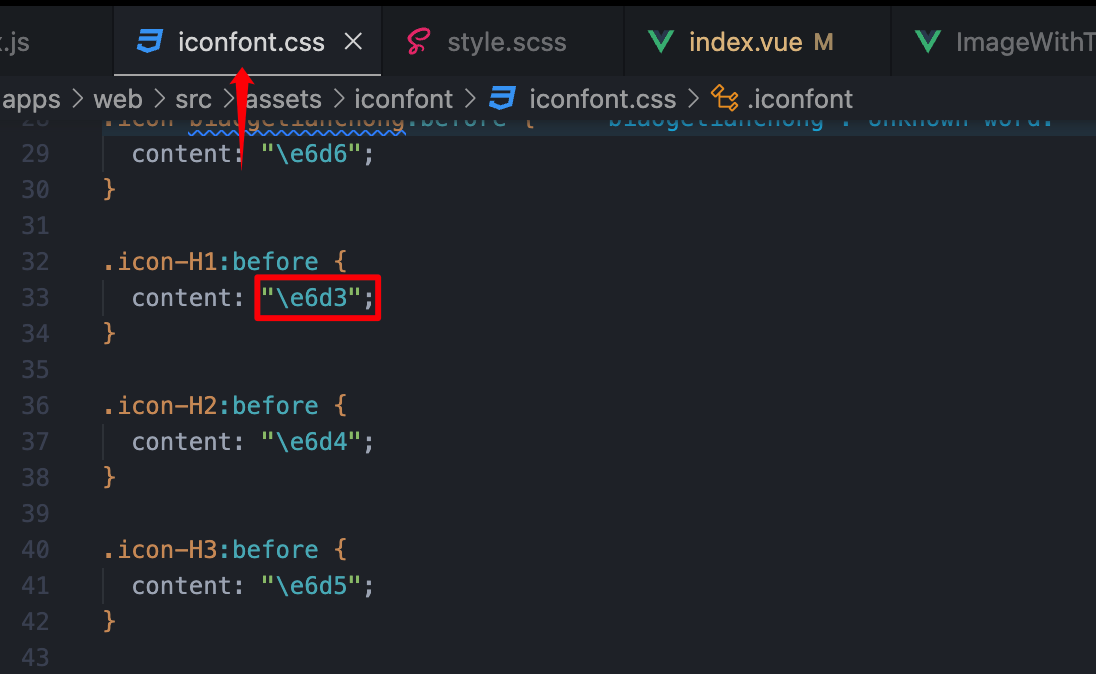 .js iconfont.css × style.scss index.vue M ImageWithT
apps > web > src > assets > iconfont > iconfont.css > .iconfont
28 .icon-biaogetianchong:before { "biaogetianchong": Unknown word.
29 content: "\e6d6";
30 }
31
32 .icon-H1:before {
33 content: "\e6d3";
34 }
35
36 .icon-H2:before {
37 content: "\e6d4";
38 }
39
40 .icon-H3:before {
41 content: "\e6d5";
42 }
43